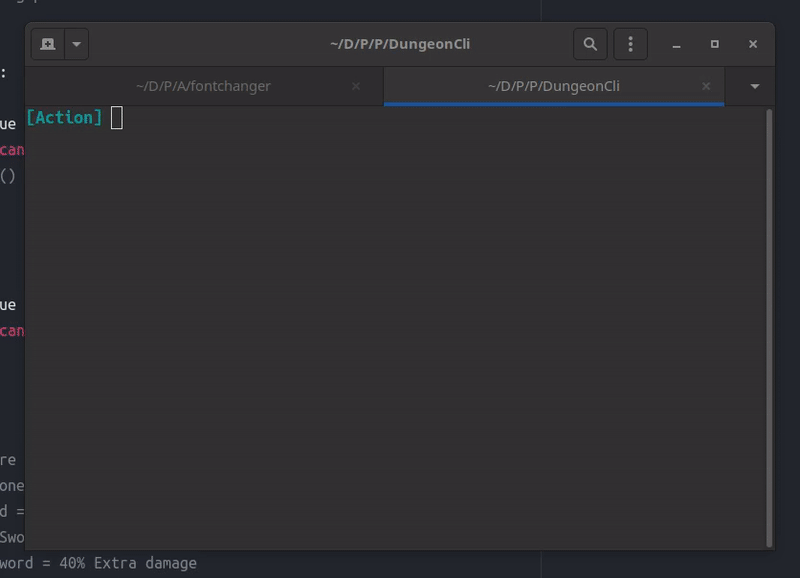 ~/D/P/P/DungeonCli
~/D/P/A/fontchanger
~/D/P/P/DungeonCli
[Action]
:
ue
can
()
ue
can
re
one
d =
Swo
word = 40% Extra damage